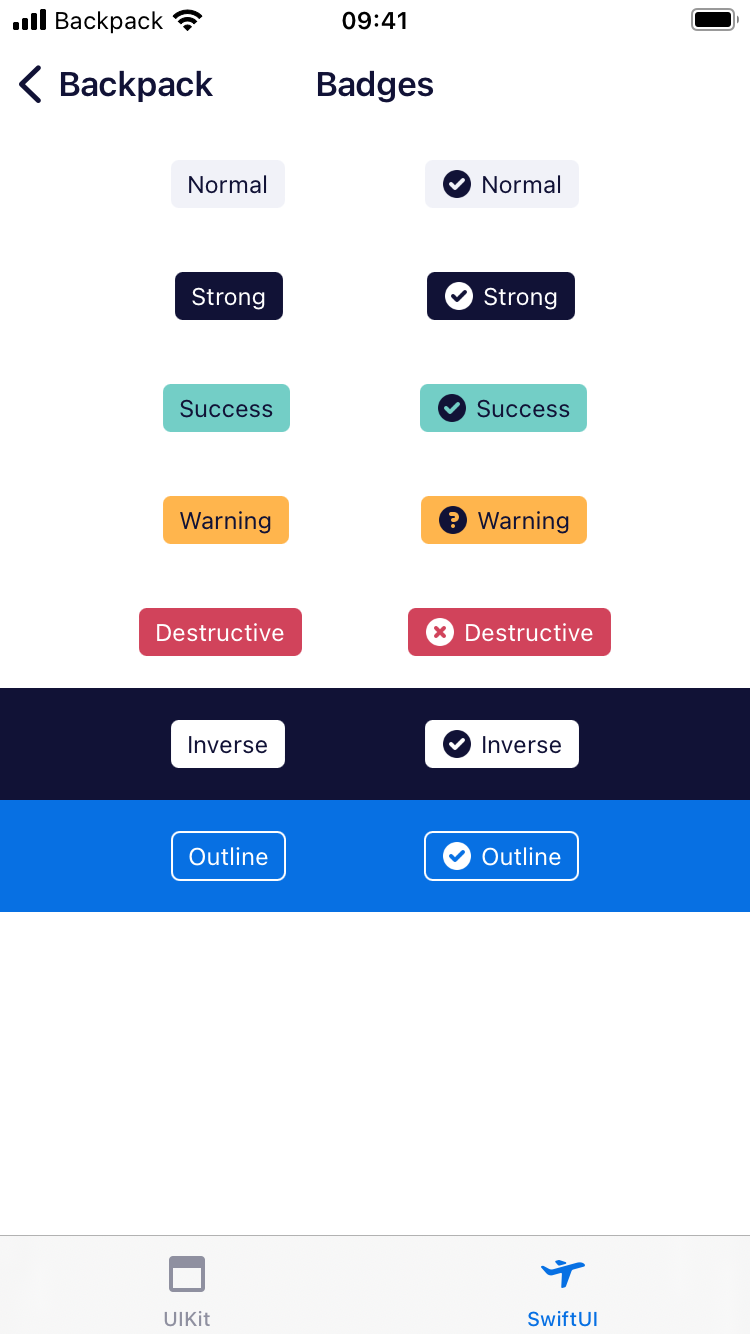 Backpack 09:41
Backpack Badges
Normal Normal
Strong Strong
Success Success
Warning Warning
Destructive Destructive
Inverse Inverse
Outline Outline
UIKit SwiftUI